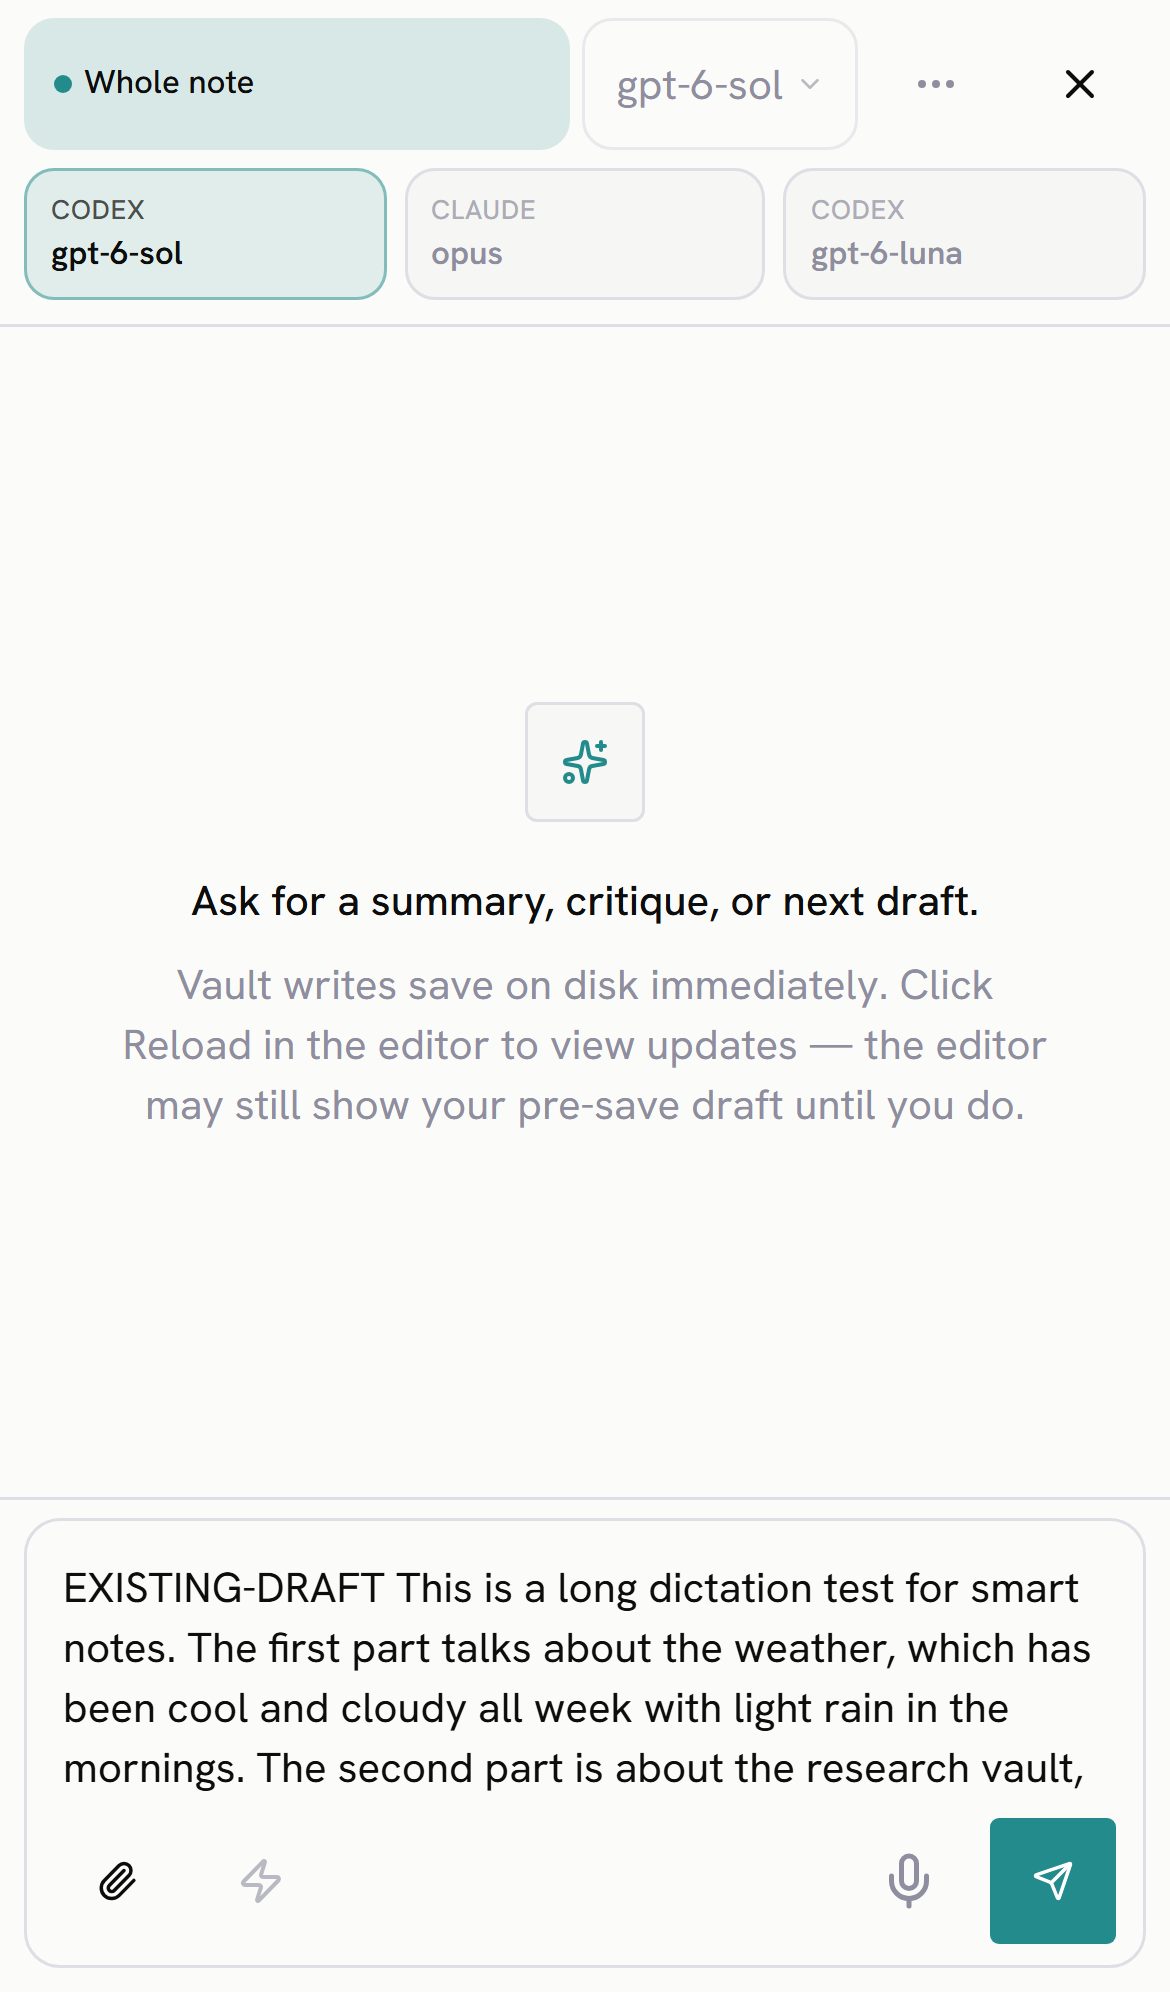 Whole note
gpt-6-sol
CODEX
gpt-6-sol
CLAUDE
opus
CODEX
gpt-6-luna
Ask for a summary, critique, or next draft.
Vault writes save on disk immediately. Click
Reload in the editor to view updates — the editor
may still show your pre-save draft until you do.
EXISTING-DRAFT This is a long dictation test for smart
notes. The first part talks about the weather, which has
been cool and cloudy all week with light rain in the
mornings. The second part is about the research vault,